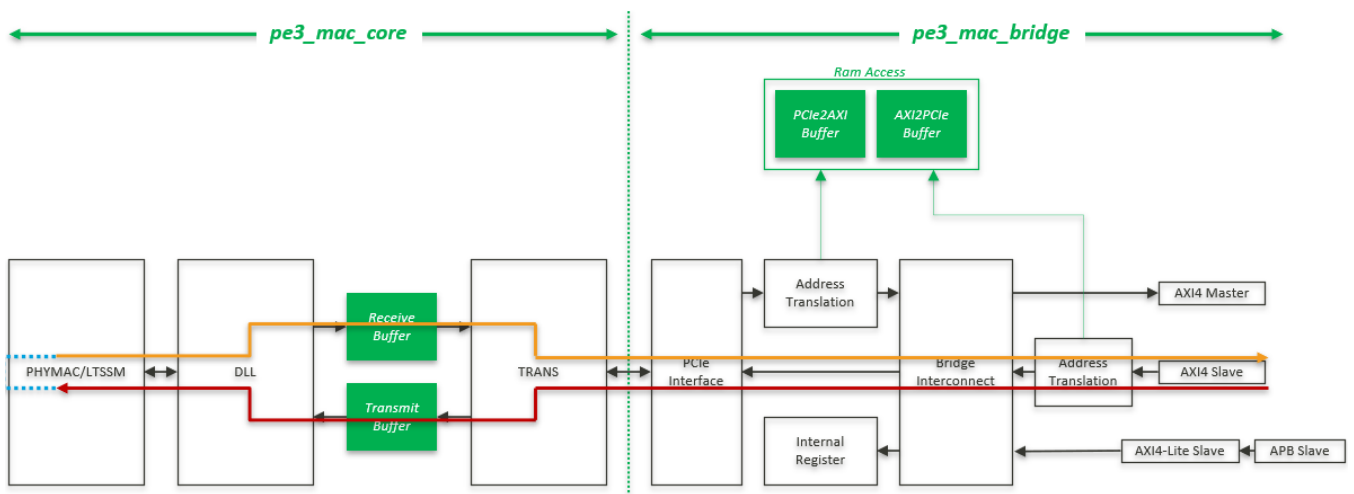 pe3_mac_core
pe3_mac_bridge
Ram Access
PCIe2AXI
Buffer
AXI2PCIe
Buffer
Address
Translation
AXI4 Master
Receive
Buffer
PHYMAC/LTSSM
DLL
TRANS
PCIe
Interface
Bridge
Interconnect
Address
Translation
AXI4 Slave
Transmit
Buffer
Internal
Register
AXI4-Lite Slave
APB Slave